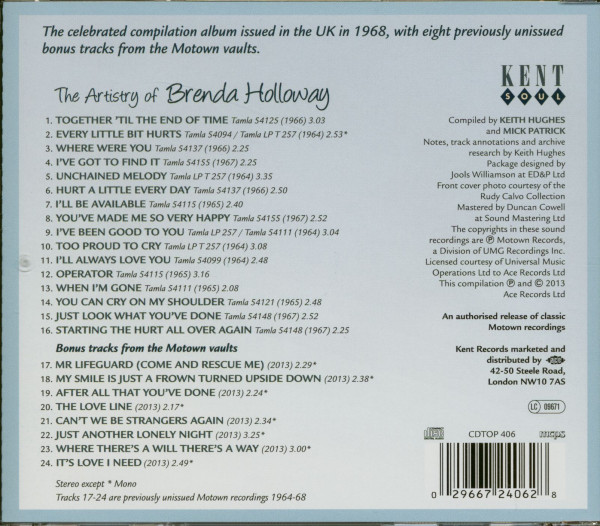 The celebrated compilation album issued in the UK in 1968, with eight previously unissued
bonus tracks from the Motown vaults.
The Artistry of Brenda Holloway
1. TOGETHER 'TIL THE END OF TIME Tamla 54125 (1966) 3.03
2. EVERY LITTLE BIT HURTS Tamla 54094 / Tamla LP T 257 (1964) 2.53*
3. WHERE WERE YOU Tamla 54137 (1966) 2.25
4. I'VE GOT TO FIND IT Tamla 54155 (1967) 2.25
5. UNCHAINED MELODY Tamla LP T 257 (1964) 3.35
6. HURT A LITTLE EVERY DAY Tamla 54137 (1966) 2.50
7. I'LL BE AVAILABLE Tamla 54115 (1965) 2.40
8. YOU'VE MADE ME SO VERY HAPPY Tamla 54155 (1967) 2.52
9. I'VE BEEN GOOD TO YOU Tamla LP 257 / Tamla 54111 (1964) 3.04
10. TOO PROUD TO CRY Tamla LP T 257 (1964) 3.08
11. I'LL ALWAYS LOVE YOU Tamla 54099 (1964) 2.48
12. OPERATOR Tamla 54115 (1965) 3.16
13. WHEN I'M GONE Tamla 54111 (1965) 2.08
14. YOU CAN CRY ON MY SHOULDER Tamla 54121 (1965) 2.48
15. JUST LOOK WHAT YOU'VE DONE Tamla 54148 (1967) 2.52
16. STARTING THE HURT ALL OVER AGAIN Tamla 54148 (1967) 2.25
Bonus tracks from the Motown vaults
17. MR LIFEGUARD (COME AND RESCUE ME) (2013) 2.29*
18. MY SMILE IS JUST A FROWN TURNED UPSIDE DOWN (2013) 2.38*
19. AFTER ALL THAT YOU'VE DONE (2013) 2.24*
20. THE LOVE LINE (2013) 2.17*
21. CAN'T WE BE STRANGERS AGAIN (2013) 2.34*
22. JUST ANOTHER LONELY NIGHT (2013) 3.25*
23. WHERE THERE'S A WILL THERE'S A WAY (2013) 3.00*
24. IT'S LOVE I NEED (2013) 2.49*
Stereo except * Mono
Tracks 17-24 are previously unissued Motown recordings 1964-68
KENT
SOUL
Compiled by KEITH HUGHES
and MICK PATRICK
Notes, track annotations and archive
research by Keith Hughes
Package designed by
Jools Williamson at ED&P Ltd
Front cover photo courtesy of the
Rudy Calvo Collection
Mastered by Duncan Cowell
at Sound Mastering Ltd
The copyrights in these sound
recordings are ℗ Motown Records,
a Division of UMG Recordings Inc.
Licensed courtesy of Universal Music
Operations Ltd to Ace Records Ltd
This compilation ℗ and © 2013
Ace Records Ltd
An authorised release of classic
Motown recordings
Kent Records marketed and
distributed by ACE
42-50 Steele Road,
London NW10 7AS
LC 09671
CDTOP 406
mcps
0 29667 24062 8